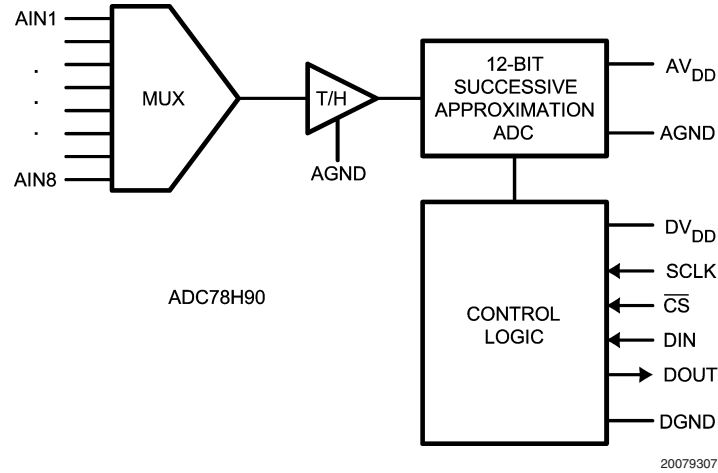 AIN1
.
.
.
AIN8
MUX
T/H
AGND
12-BIT
SUCCESSIVE
APPROXIMATION
ADC
AVDD
AGND
ADC78H90
CONTROL
LOGIC
DVDD
SCLK
C̅S̅
DIN
DOUT
DGND
20079307